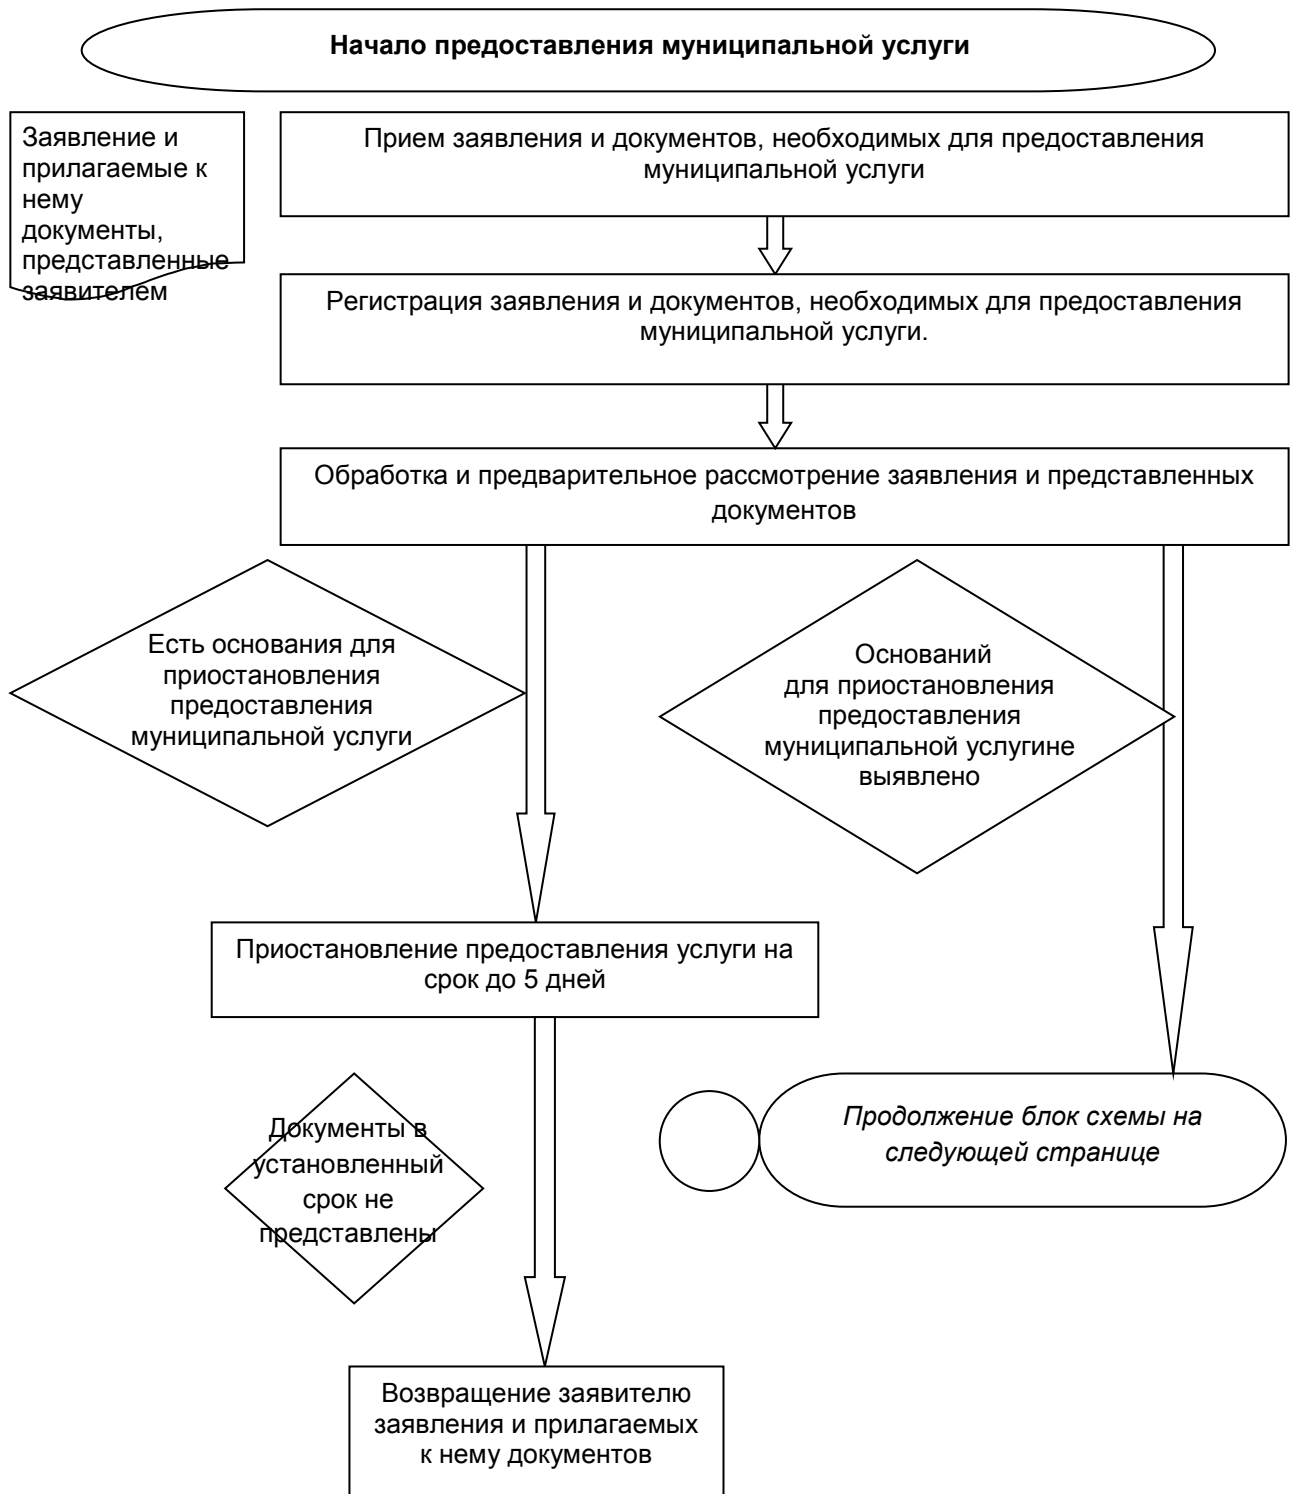 Начало предоставления муниципальной услуги
Заявление и
прилагаемые к
нему
документы,
представленные
заявителем
Прием заявления и документов, необходимых для предоставления
муниципальной услуги
Регистрация заявления и документов, необходимых для предоставления
муниципальной услуги.
Обработка и предварительное рассмотрение заявления и представленных
документов
Есть основания для
приостановления
предоставления
муниципальной услуги
Оснований
для приостановления
предоставления
муниципальной услугине
выявлено
Приостановление предоставления услуги на
срок до 5 дней
Документы в
установленный
срок не
представлены
Продолжение блок схемы на
следующей странице
Возвращение заявителю
заявления и прилагаемых
к нему документов